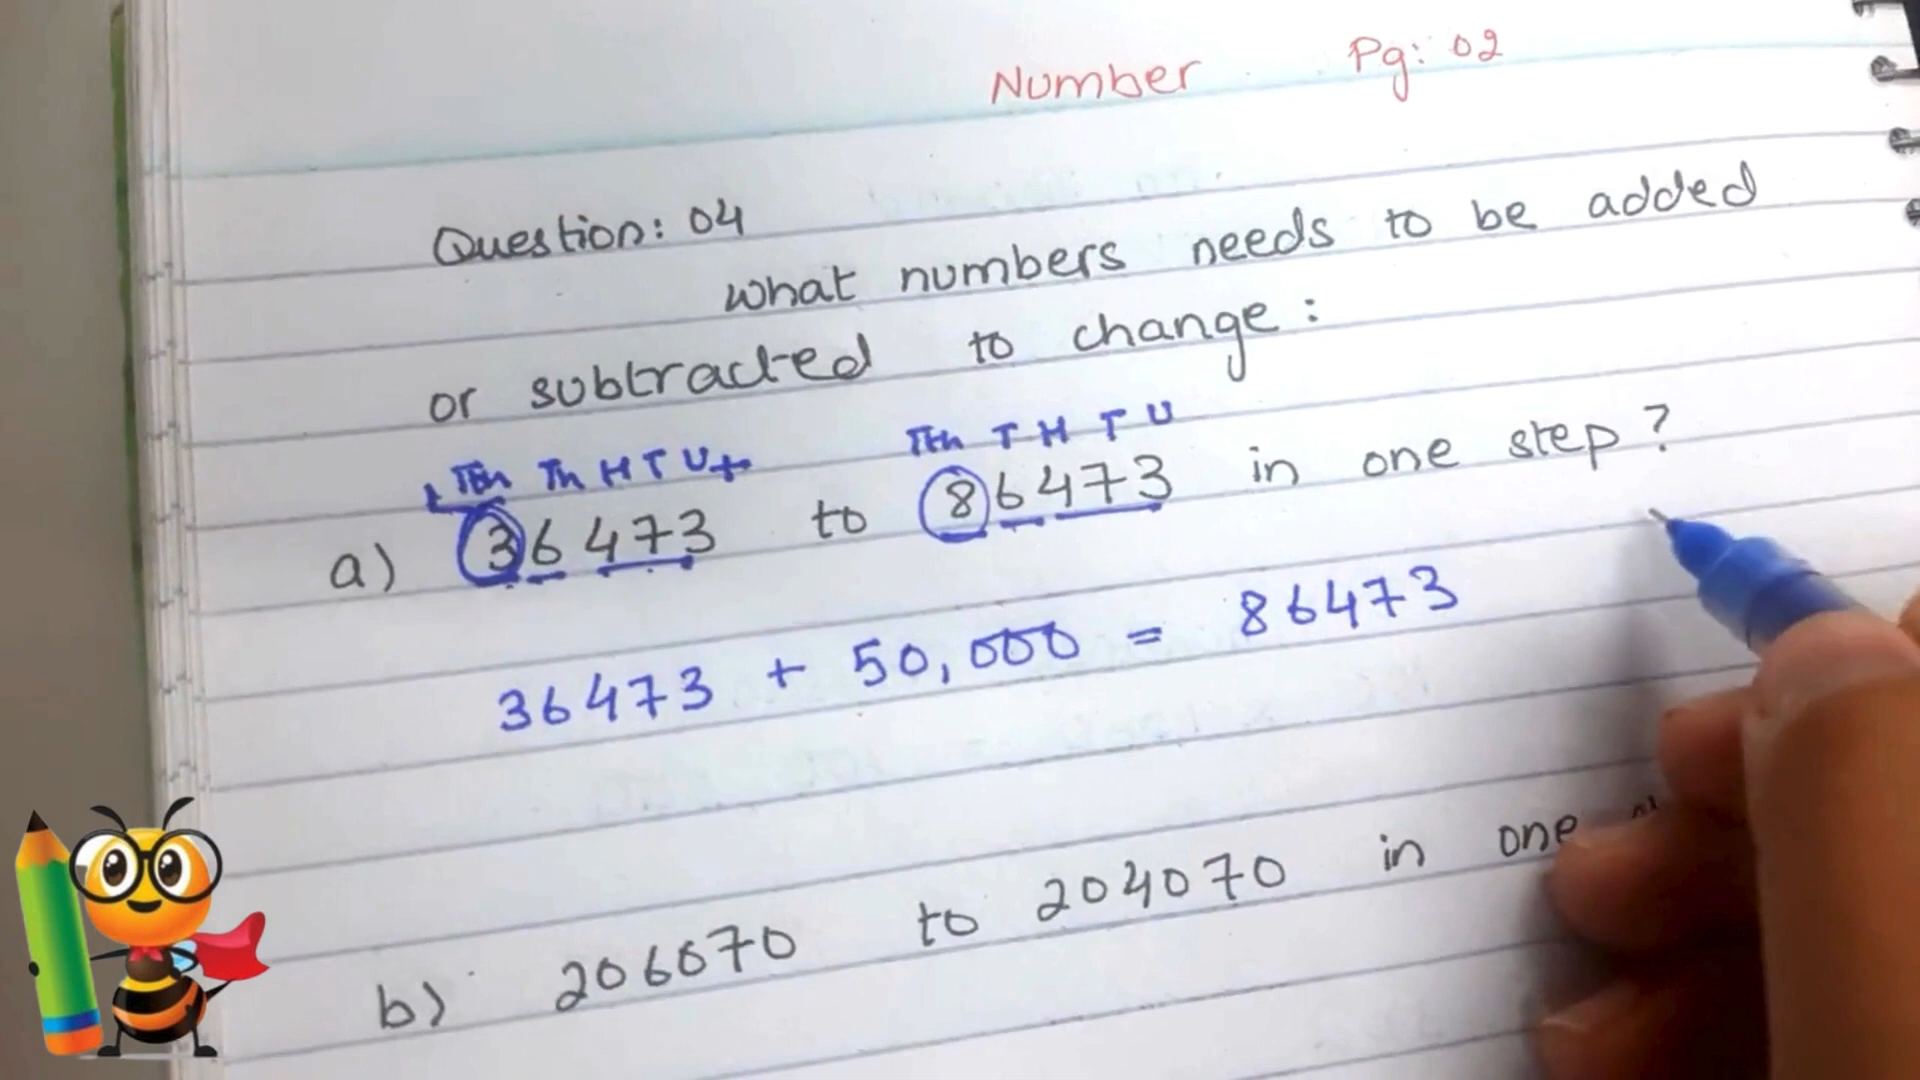 Number Pg: 02
Question: 04
What numbers needs to be added
or subtracted to change:
TTh Th H T U TTh T H T U
a) 36473 to 86473 in one step?
36473 + 50,000 = 86473
b) 206070 to 204070 in one